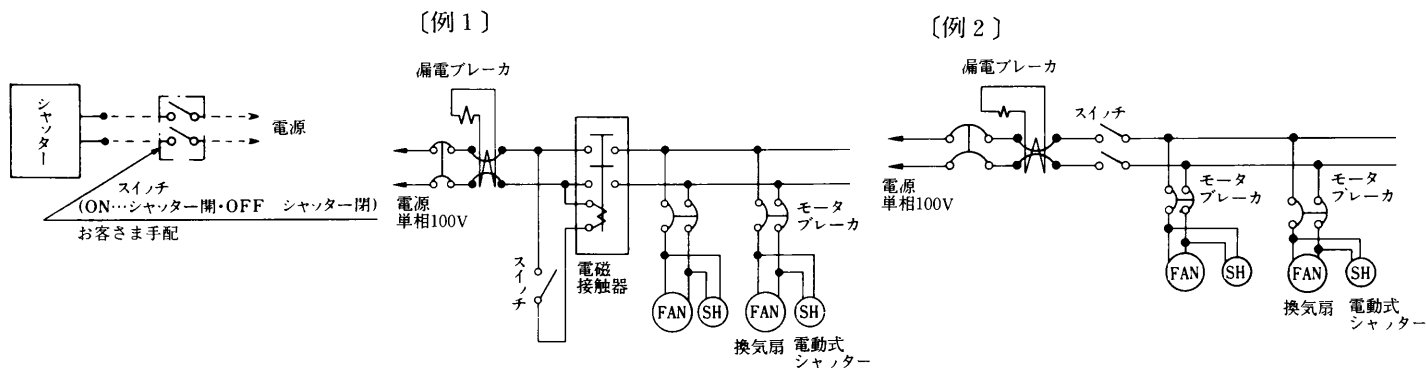 シャッター
電源
スイッチ
(ON…シャッター開・OFF シャッター閉)
お客さま手配
〔例1〕
漏電ブレーカ
電源
単相100V
スイッチ
電磁
接触器
モータ
ブレーカ
FAN
SH
FAN
SH
換気扇
電動式
シャッター
〔例2〕
漏電ブレーカ
スイッチ
電源
単相100V
モータ
ブレーカ
モータ
ブレーカ
FAN
SH
FAN
SH
換気扇
電動式
シャッター